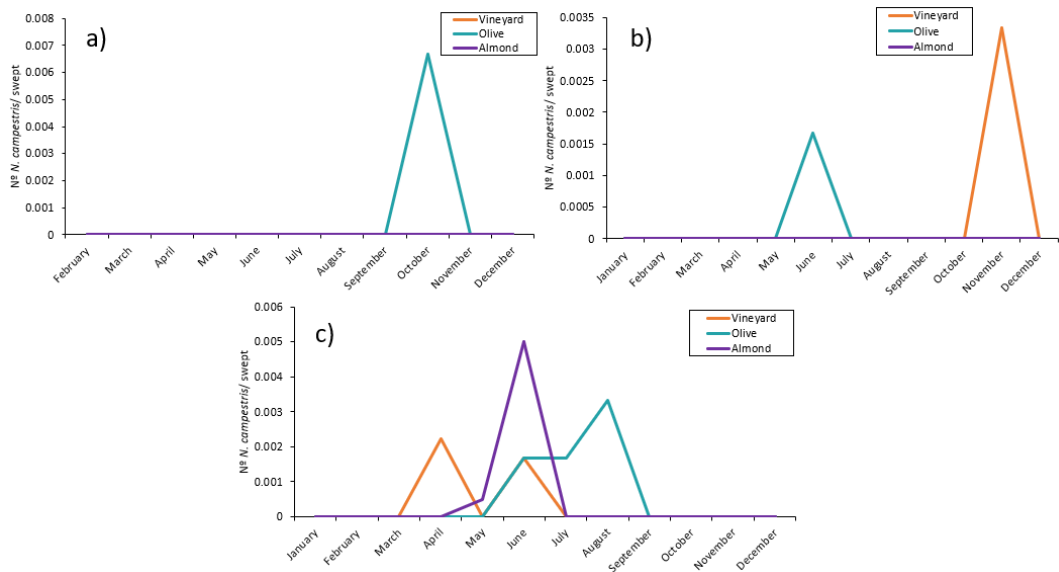 a)
Vineyard
Olive
Almond
Nº N. campestris/ swept
0.008
0.007
0.006
0.005
0.004
0.003
0.002
0.001
0
February
March
April
May
June
July
August
September
October
November
December
b)
Vineyard
Olive
Almond
Nº N. campestris/ swept
0.0035
0.003
0.0025
0.002
0.0015
0.001
0.0005
0
January
February
March
April
May
June
July
August
September
October
November
December
c)
Vineyard
Olive
Almond
Nº N. campestris/ swept
0.006
0.005
0.004
0.003
0.002
0.001
0
January
February
March
April
May
June
July
August
September
October
November
December